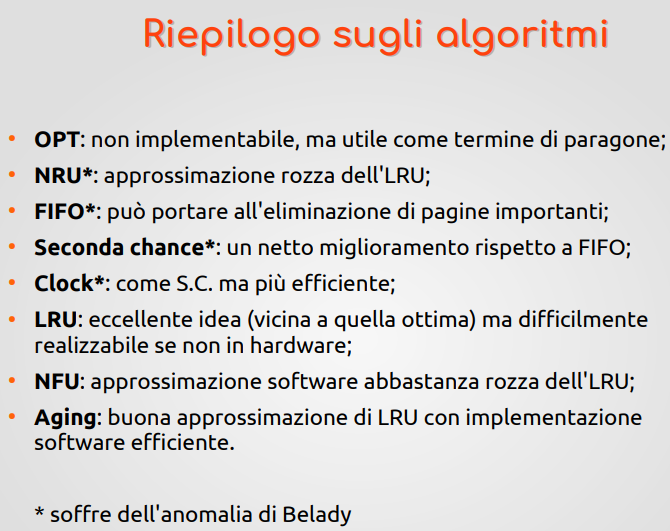 Riepilogo sugli algoritmi
• OPT: non implementabile, ma utile come termine di paragone;
• NRU*: approssimazione rozza dell'LRU;
• FIFO*: può portare all'eliminazione di pagine importanti;
• Seconda chance*: un netto miglioramento rispetto a FIFO;
• Clock*: come S.C. ma più efficiente;
• LRU: eccellente idea (vicina a quella ottima) ma difficilmente
realizzabile se non in hardware;
• NFU: approssimazione software abbastanza rozza dell'LRU;
• Aging: buona approssimazione di LRU con implementazione
software efficiente.
* soffre dell'anomalia di Belady